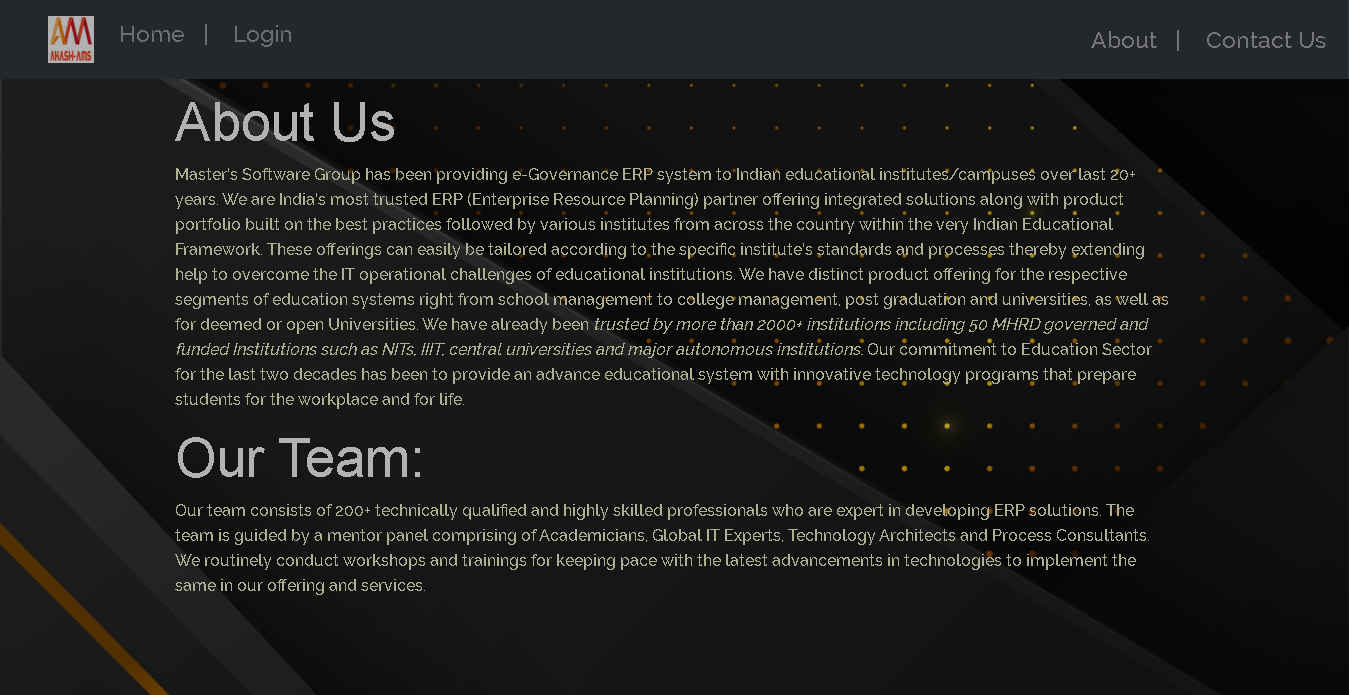 AM
AKASH-AMS
Home | Login
About | Contact Us
About Us
Master's Software Group has been providing e-Governance ERP system to Indian educational institutes/campuses over last 20+
years. We are India's most trusted ERP (Enterprise Resource Planning) partner offering integrated solutions along with product
portfolio built on the best practices followed by various institutes from across the country within the very Indian Educational
Framework. These offerings can easily be tailored according to the specific institute's standards and processes thereby extending
help to overcome the IT operational challenges of educational institutions. We have distinct product offering for the respective
segments of education systems right from school management to college management, post graduation and universities, as well as
for deemed or open Universities. We have already been trusted by more than 2000+ institutions including 50 MHRD governed and
funded Institutions such as NITs, IIIT, central universities and major autonomous institutions. Our commitment to Education Sector
for the last two decades has been to provide an advance educational system with innovative technology programs that prepare
students for the workplace and for life.
Our Team:
Our team consists of 200+ technically qualified and highly skilled professionals who are expert in developing ERP solutions. The
team is guided by a mentor panel comprising of Academicians, Global IT Experts, Technology Architects and Process Consultants.
We routinely conduct workshops and trainings for keeping pace with the latest advancements in technologies to implement the
same in our offering and services.